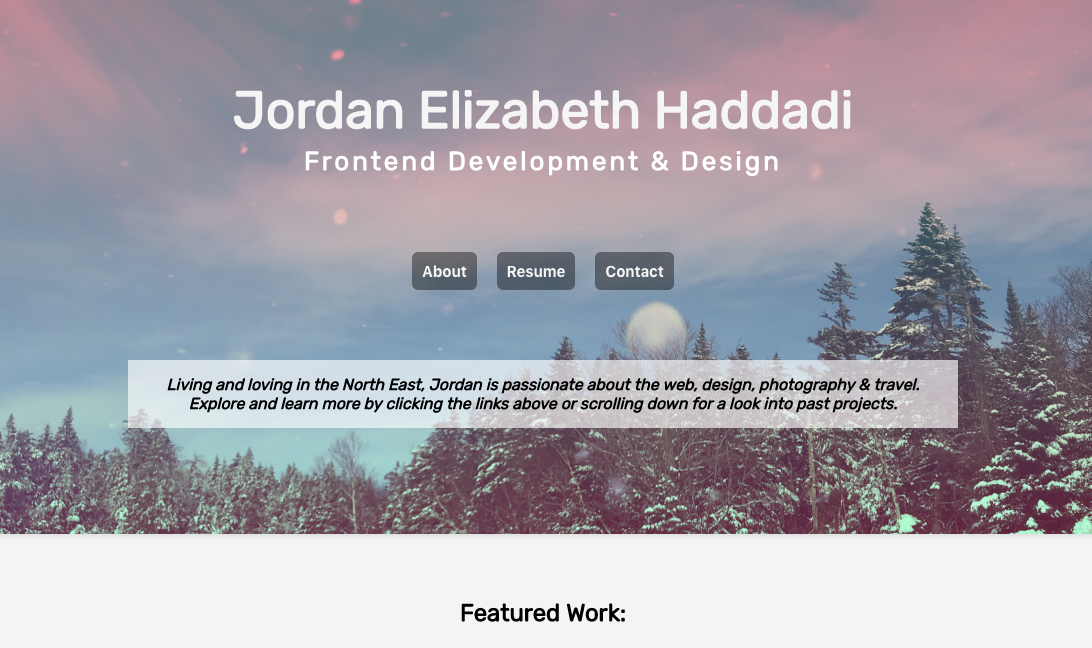 Jordan Elizabeth Haddadi
Frontend Development & Design
About Resume Contact
Living and loving in the North East, Jordan is passionate about the web, design, photography & travel.
Explore and learn more by clicking the links above or scrolling down for a look into past projects.
Featured Work: